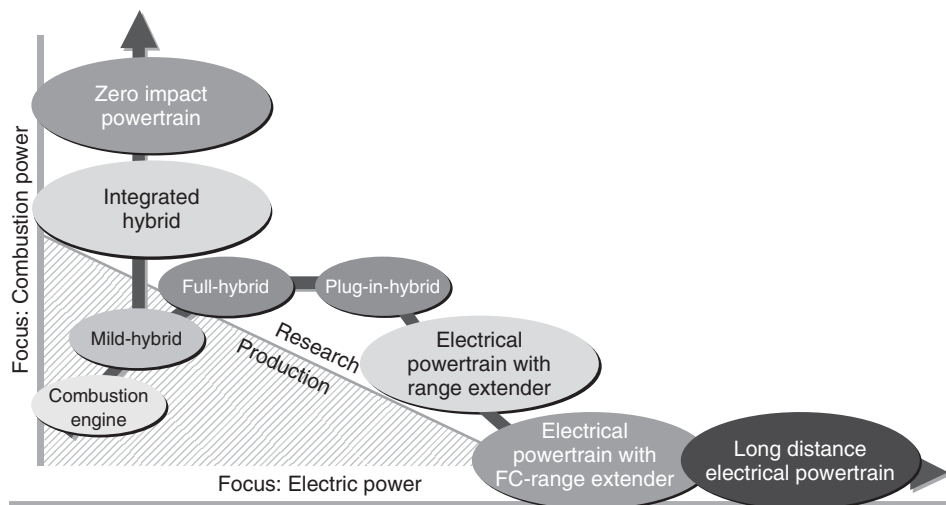 Zero impact
powertrain
Focus: Combustion power
Integrated
hybrid
Full-hybrid
Plug-in-hybrid
Mild-hybrid
Research
Production
Electrical
powertrain with
range extender
Combustion
engine
Electrical
powertrain with
FC-range extender
Long distance
electrical powertrain
Focus: Electric power